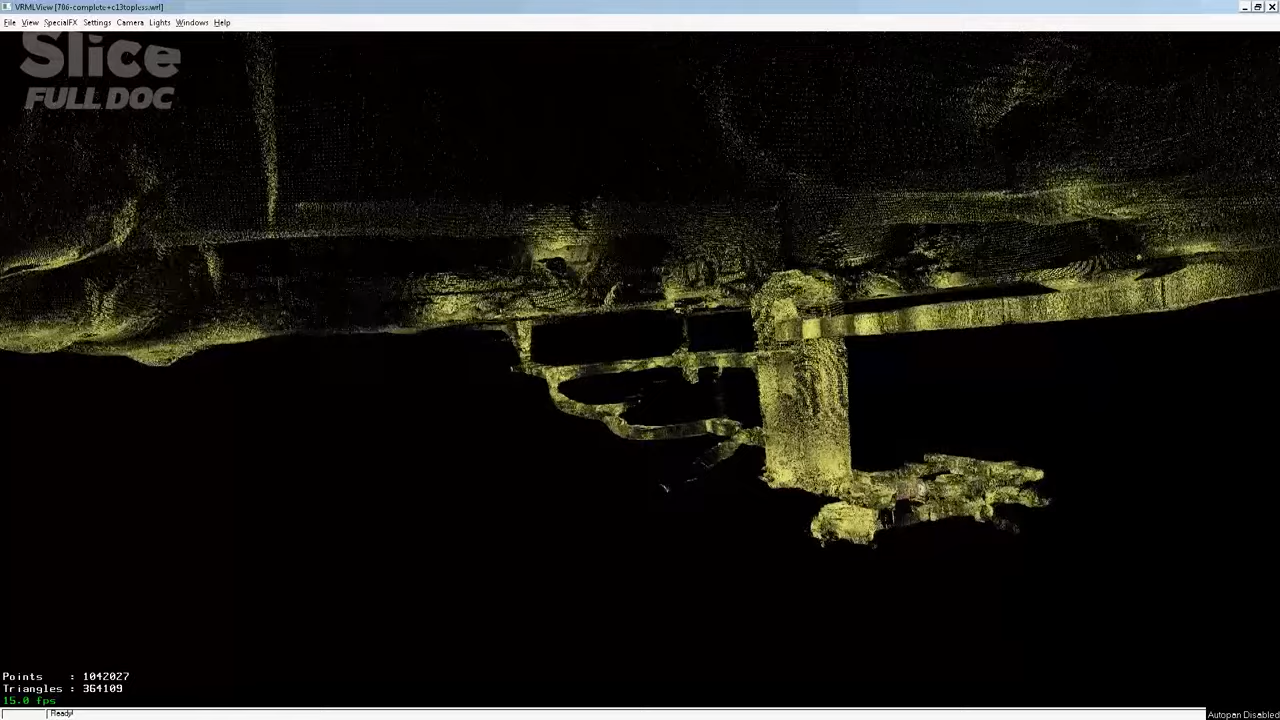 VRMLView [706-complete+c13topless.wrl]
File View SpecialFX Settings Camera Lights Windows Help
Slice
FULL DOC
Points : 1042027
Triangles : 364109
15.0 fps
Ready!
Autopan Disabled